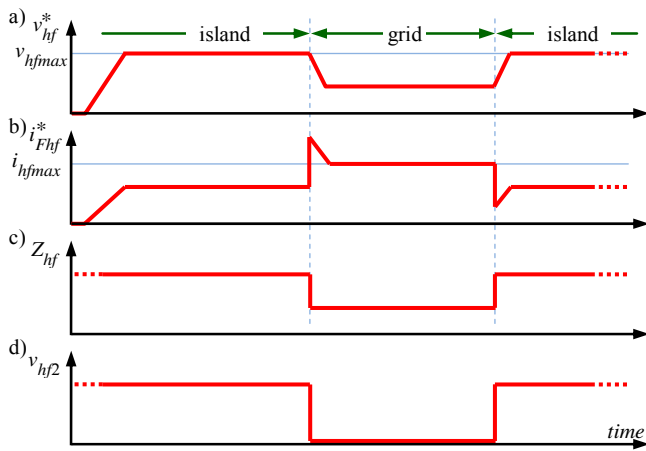 a) v*hf
island grid island
vhfmax
b) i*Fhf
ihfmax
c) Zhf
d) vhf2
time